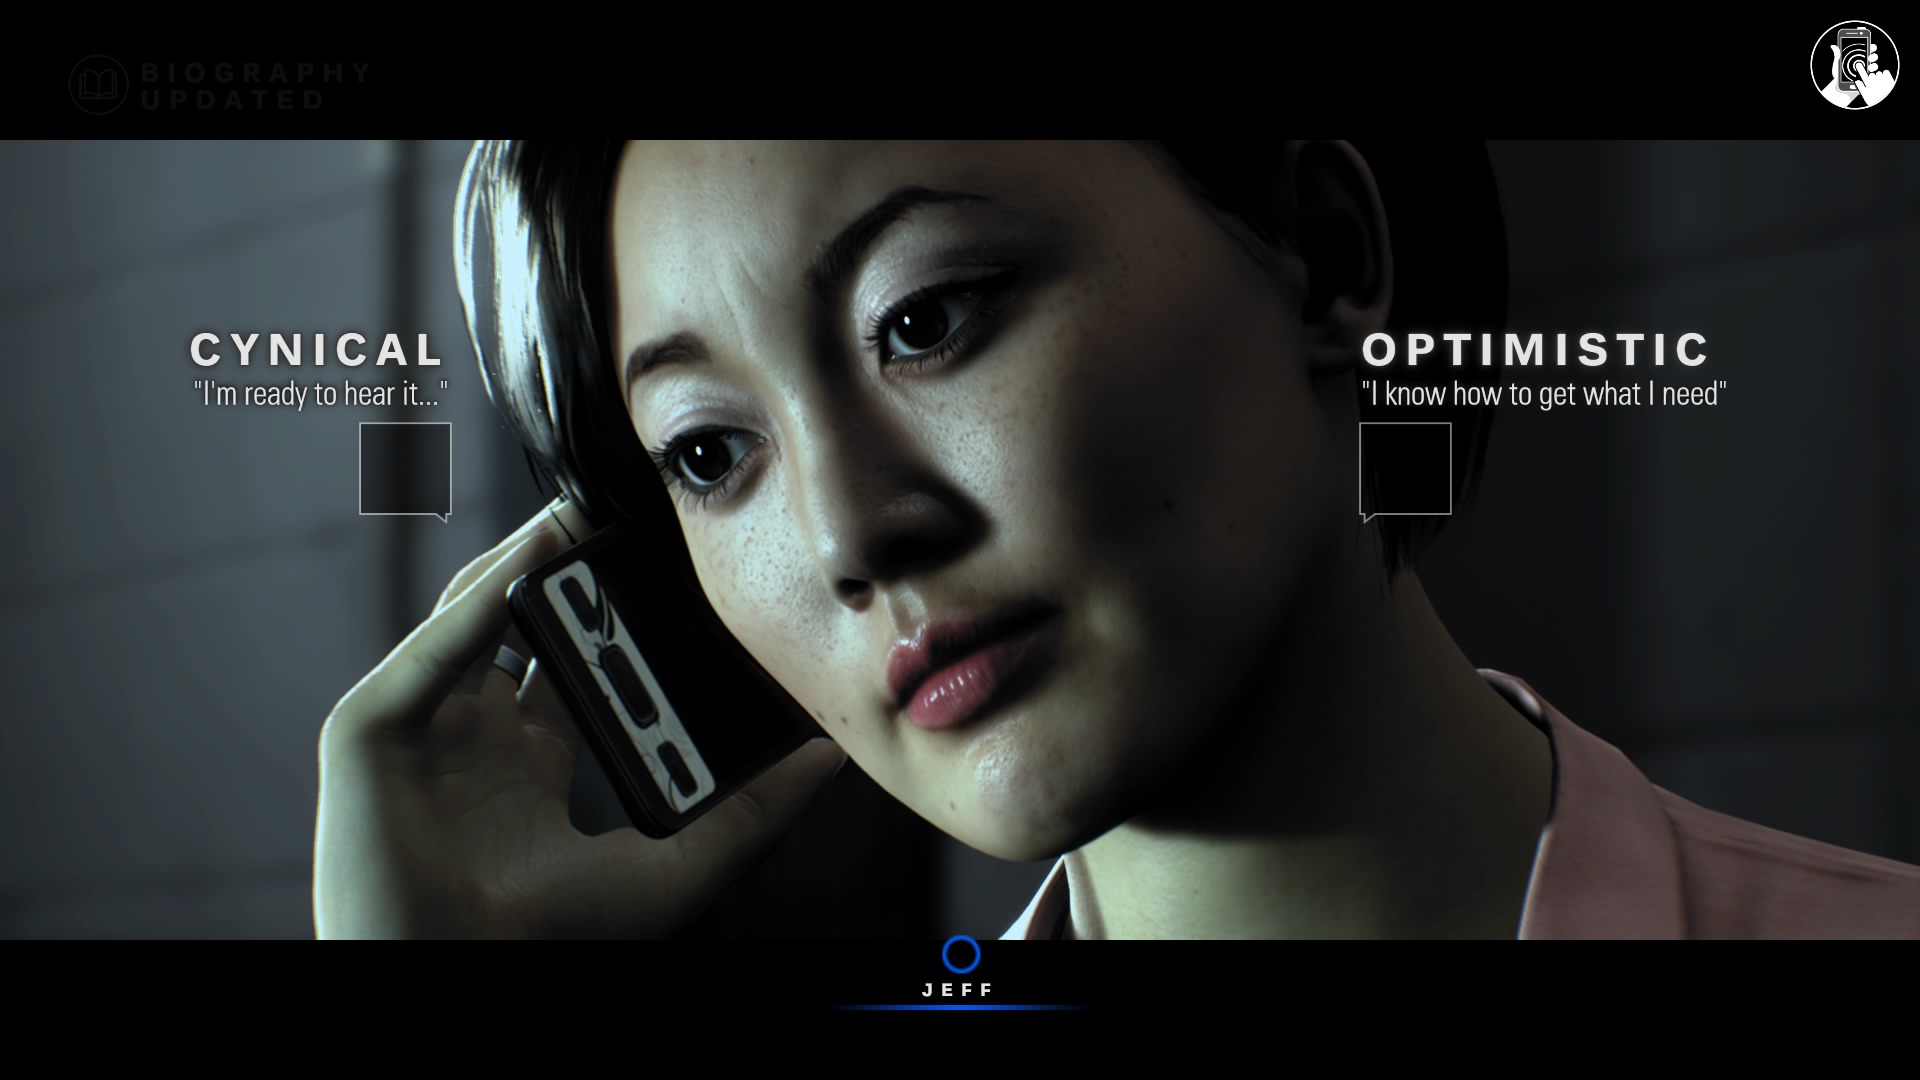 BIOGRAPHY
UPDATED
CYNICAL
"I'm ready to hear it..."
OPTIMISTIC
"I know how to get what I need"
JEFF